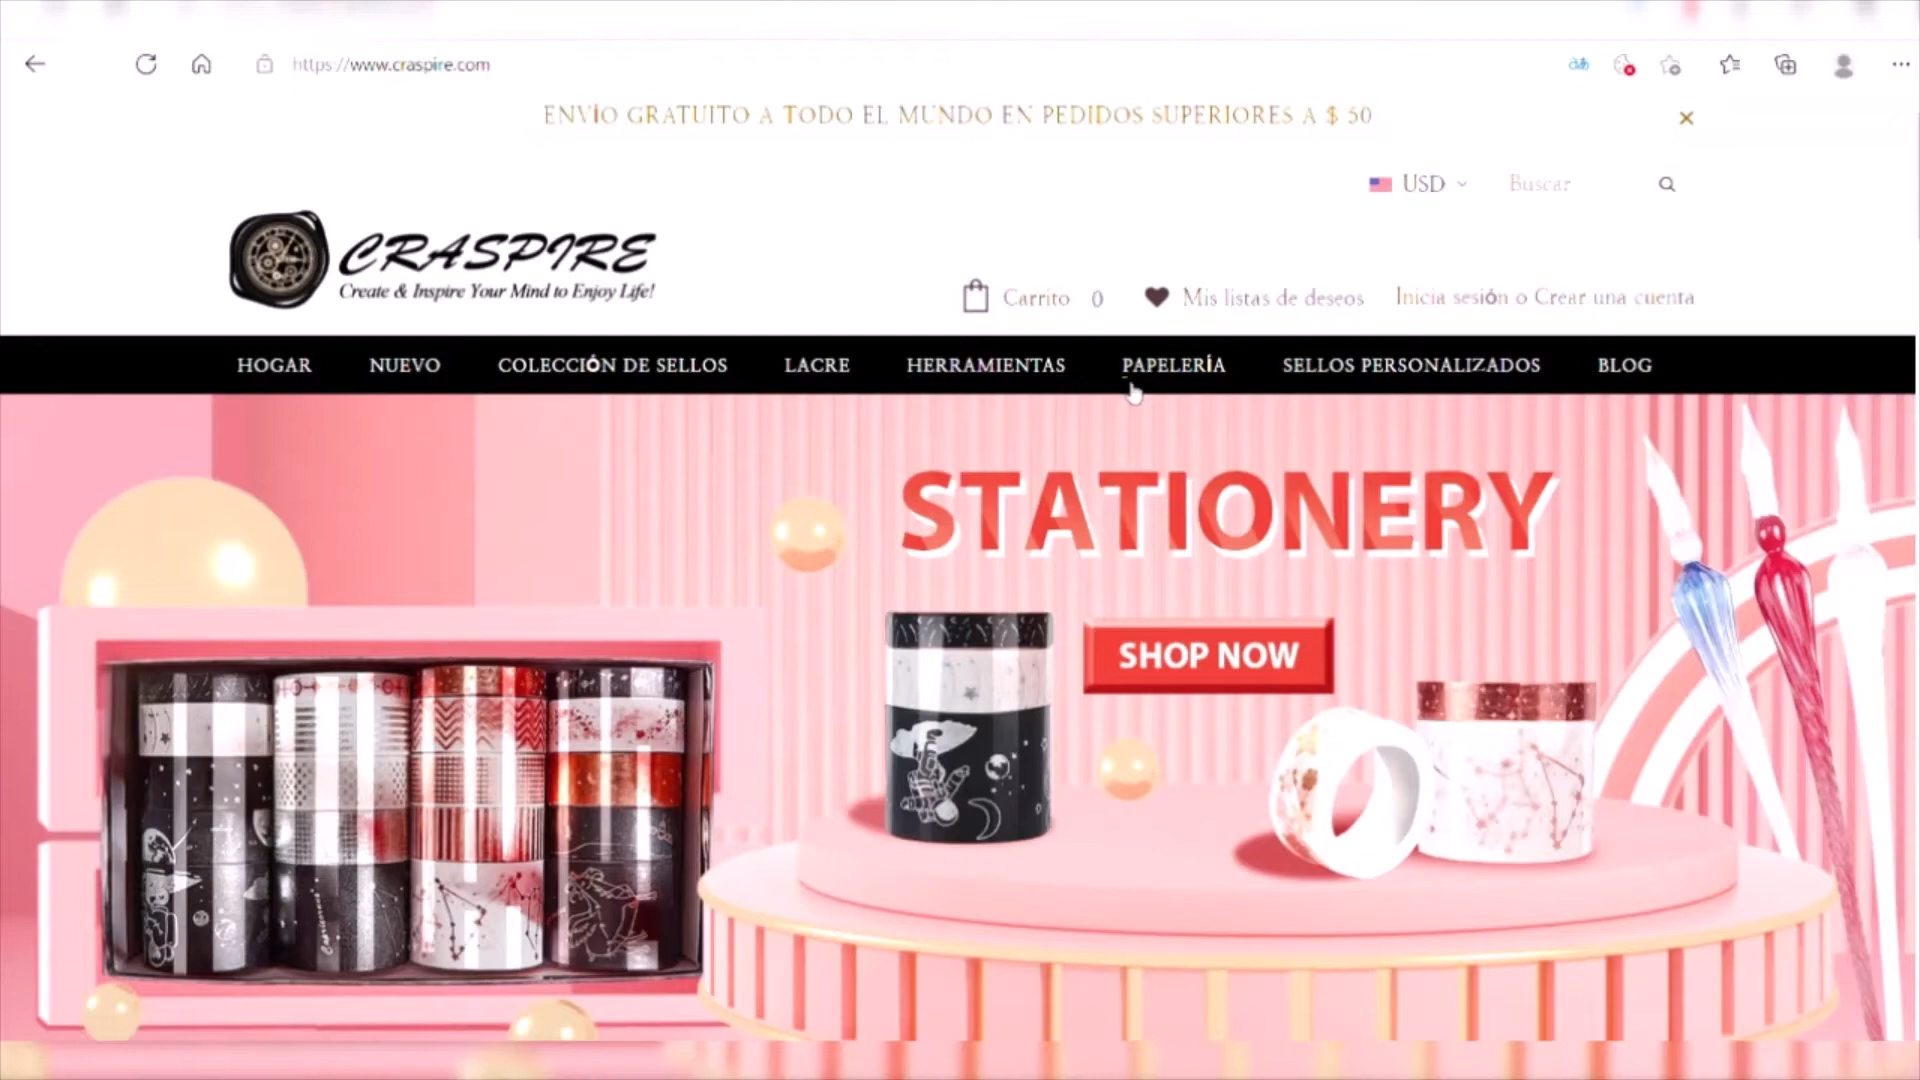 https://www.craspire.com
ENVÍO GRATUITO A TODO EL MUNDO EN PEDIDOS SUPERIORES A $ 50
USD
Buscar
CRASPIRE
Create & Inspire Your Mind to Enjoy Life!
Carrito 0
Mis listas de deseos
Inicia sesión o Crear una cuenta
HOGAR
NUEVO
COLECCIÓN DE SELLOS
LACRE
HERRAMIENTAS
PAPELERÍA
SELLOS PERSONALIZADOS
BLOG
STATIONERY
SHOP NOW
Capricornus